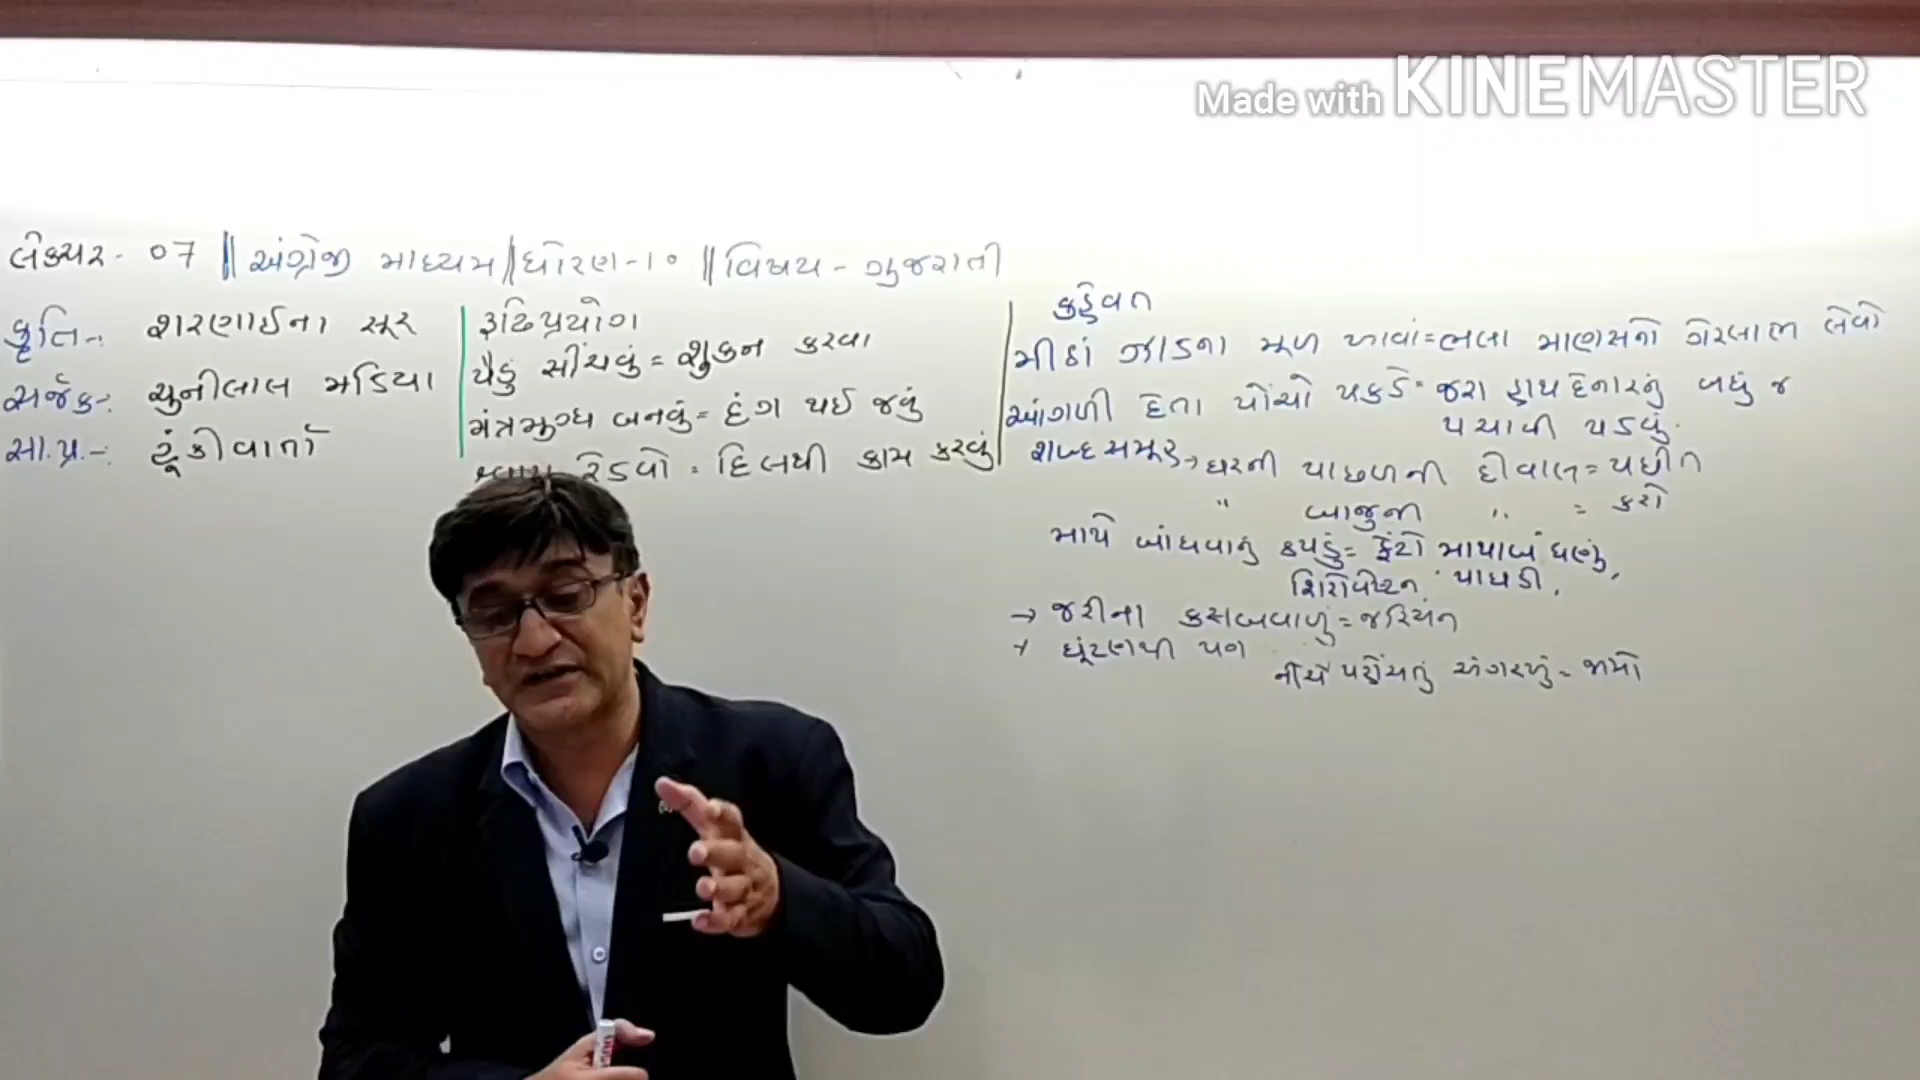 Made with KINEMASTER
લેક્ચર - ૦૭ || અંગ્રેજી માધ્યમ || ધોરણ-૧૦ || વિષય - ગુજરાતી
કૃતિ-: શરણાઈના સૂર
સર્જક-: ચુનીલાલ મડિયા
સા.પ્ર.-: ટૂંકીવાર્તા
રૂઢિપ્રયોગ
પૈડું સીંચવું = શુકન કરવા
મંત્રમુગ્ધ બનવું = દંગ થઈ જવું
રેડવો = દિલથી કામ કરવું
કહેવત
મીઠાં ઝાડના મૂળ ખાવાં = ભલા માણસનો ગેરલાભ લેવો
આંગળી દેતા પોંચો પકડે = જરા હાથ દેનારનું બધું જ
પચાવી પડવું.
શબ્દસમૂહ → ઘરની પાછળની દીવાલ = પછીત
" બાજુની " = કરો
માથે બાંધવાનું કપડું = ફેંટો માથાબંધણું,
શિરોવેષ્ટન, પાઘડી.
→ જરીના કસબવાળું = જરિયન
+ ઘૂંટણથી પણ
નીચે પહોંચતું અંગરખું = જામો